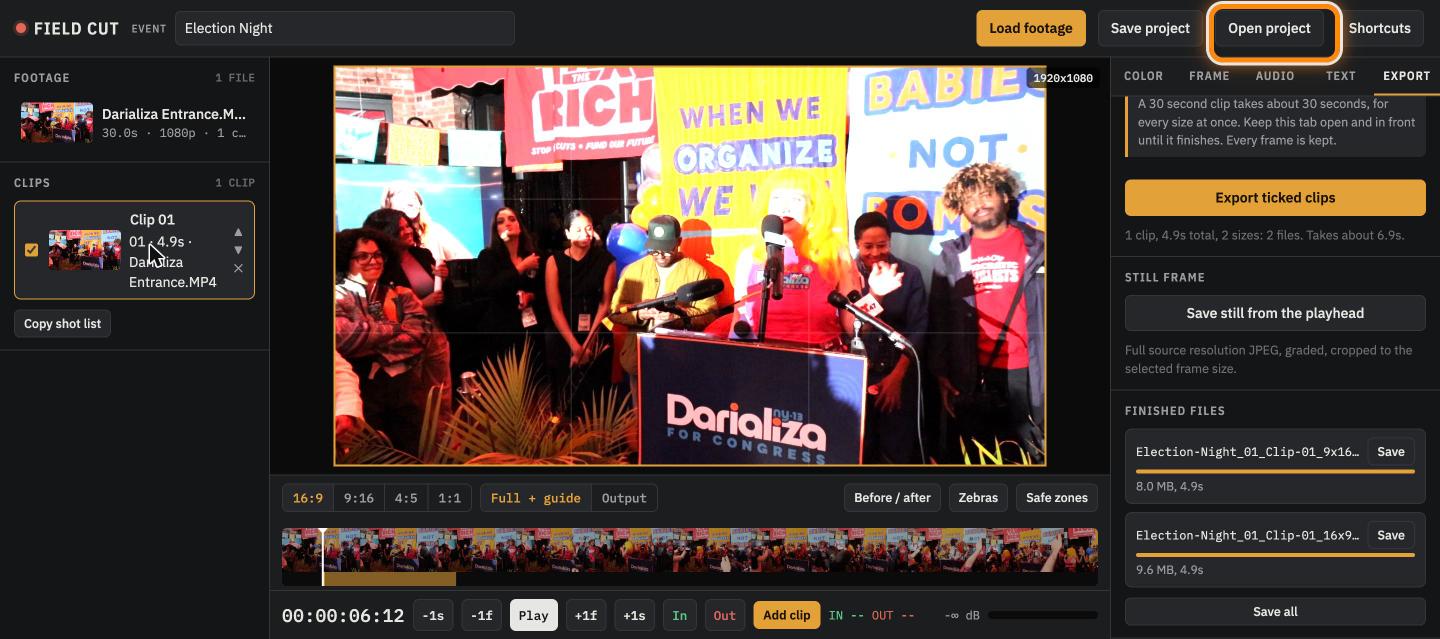 FIELD CUT EVENT Election Night Load footage Save project Open project Shortcuts
FOOTAGE 1 FILE
Darializa Entrance.M...
30.0s · 1080p · 1 c...
CLIPS 1 CLIP
Clip 01
01 · 4.9s ·
Darializa
Entrance.MP4
Copy shot list
1920x1080
RICH
STOP CUTS · FUND OUR FUTURE
WHEN WE
ORGANIZE
WE
BABIE
NOT
ny-13
Darializa
FOR CONGRESS
16:9 9:16 4:5 1:1 Full + guide Output Before / after Zebras Safe zones
00:00:06:12 -1s -1f Play +1f +1s In Out Add clip IN -- OUT -- -∞ dB
COLOR FRAME AUDIO TEXT EXPORT
A 30 second clip takes about 30 seconds, for
every size at once. Keep this tab open and in front
until it finishes. Every frame is kept.
Export ticked clips
1 clip, 4.9s total, 2 sizes: 2 files. Takes about 6.9s.
STILL FRAME
Save still from the playhead
Full source resolution JPEG, graded, cropped to the
selected frame size.
FINISHED FILES
Election-Night_01_Clip-01_9x16… Save
8.0 MB, 4.9s
Election-Night_01_Clip-01_16x9… Save
9.6 MB, 4.9s
Save all